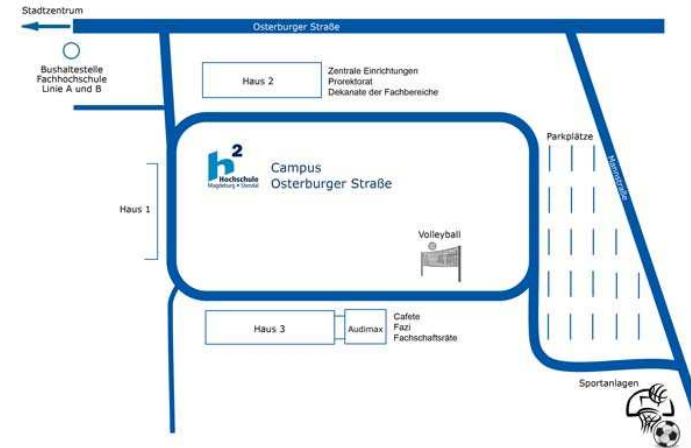 Stadtzentrum
Osterburger Straße
Bushaltestelle
Fachhochschule
Linie A und B
Haus 2
Zentrale Einrichtungen
Prorektorat
Dekanate der Fachbereiche
Parkplätze
Mannstraße
h2
Hochschule
Magdeburg • Stendal
Campus
Osterburger Straße
Haus 1
Volleyball
Haus 3
Audimax
Cafete
Fazi
Fachschaftsräte
Sportanlagen